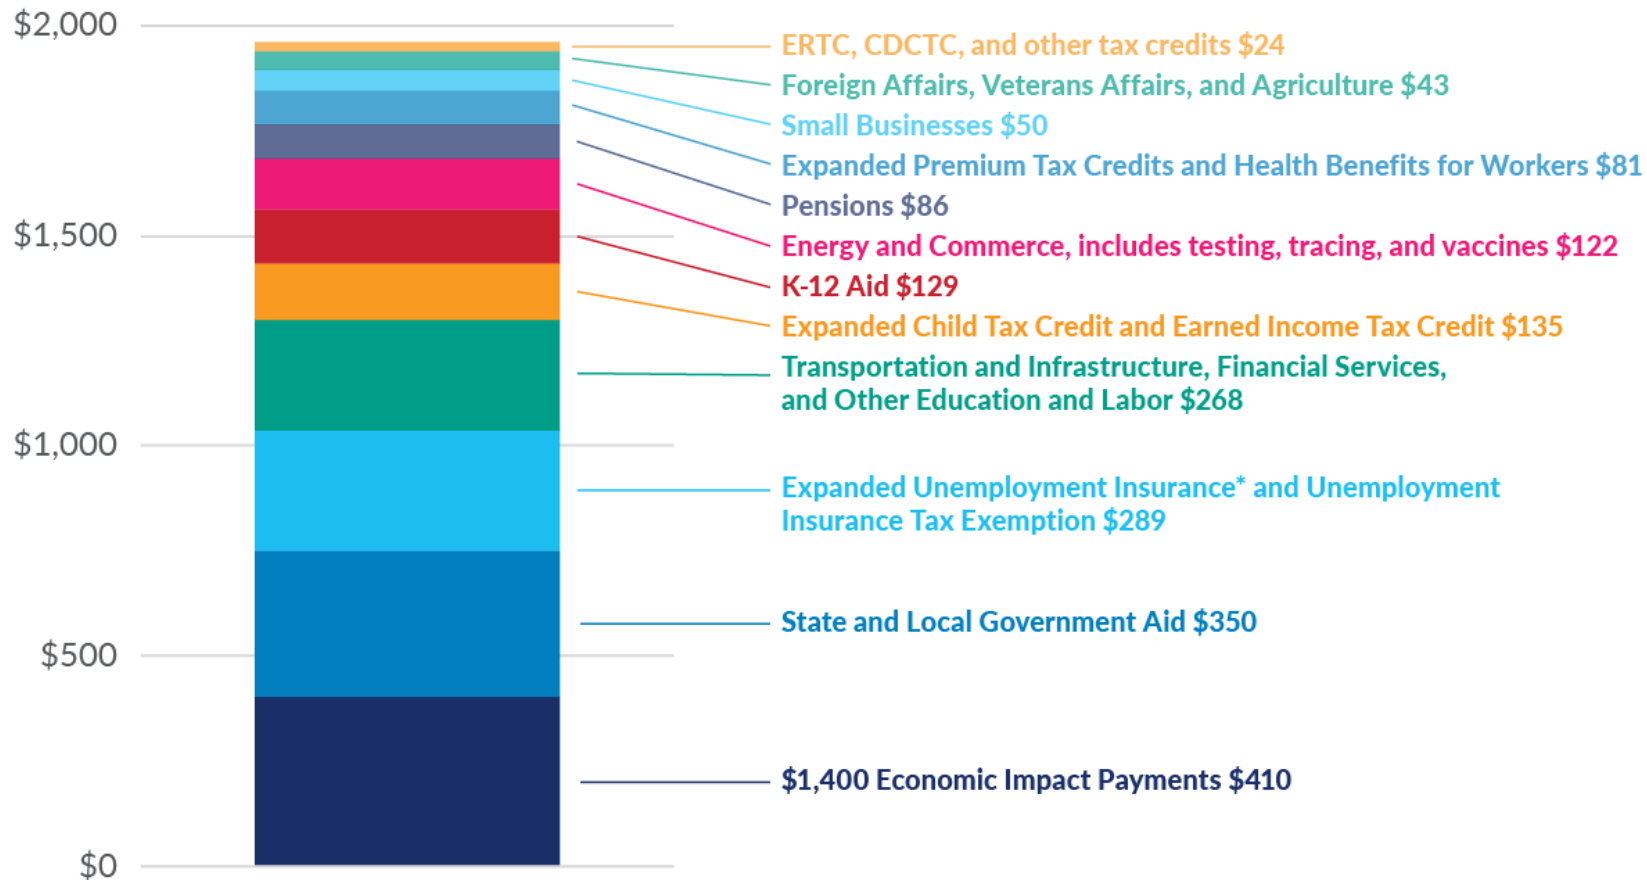 $2,000
$1,500
$1,000
$500
$0
ERTC, CDCTC, and other tax credits $24
Foreign Affairs, Veterans Affairs, and Agriculture $43
Small Businesses $50
Expanded Premium Tax Credits and Health Benefits for Workers $81
Pensions $86
Energy and Commerce, includes testing, tracing, and vaccines $122
K-12 Aid $129
Expanded Child Tax Credit and Earned Income Tax Credit $135
Transportation and Infrastructure, Financial Services,
and Other Education and Labor $268
Expanded Unemployment Insurance* and Unemployment
Insurance Tax Exemption $289
State and Local Government Aid $350
$1,400 Economic Impact Payments $410